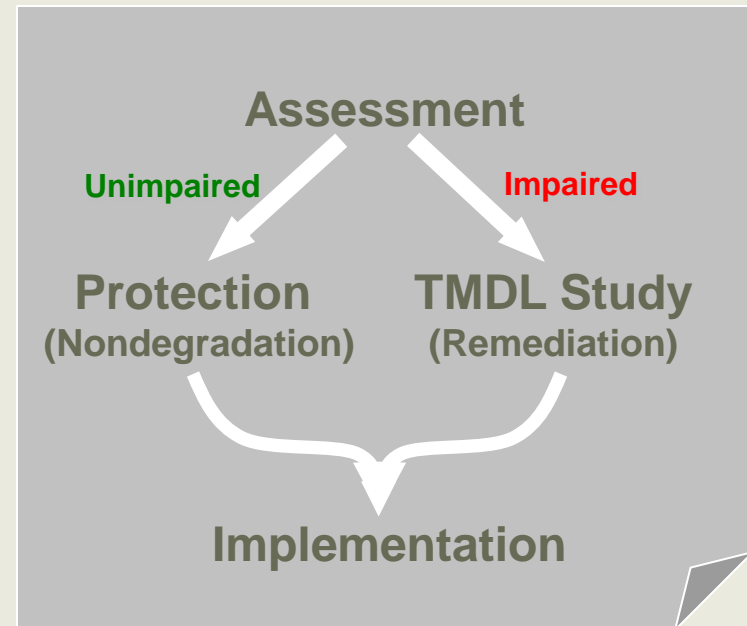 Assessment
Unimpaired
Impaired
Protection
(Nondegradation)
TMDL Study
(Remediation)
Implementation